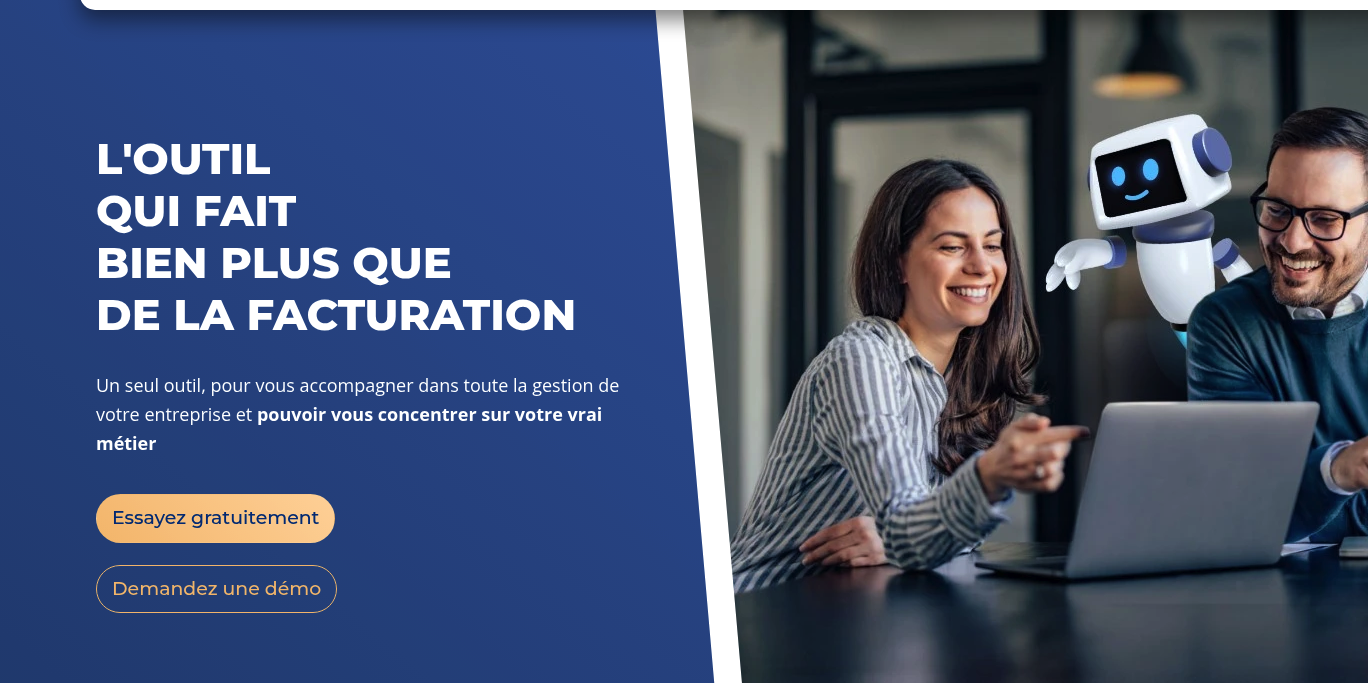 L'OUTIL
QUI FAIT
BIEN PLUS QUE
DE LA FACTURATION
Un seul outil, pour vous accompagner dans toute la gestion de
votre entreprise et pouvoir vous concentrer sur votre vrai
métier
Essayez gratuitement
Demandez une démo